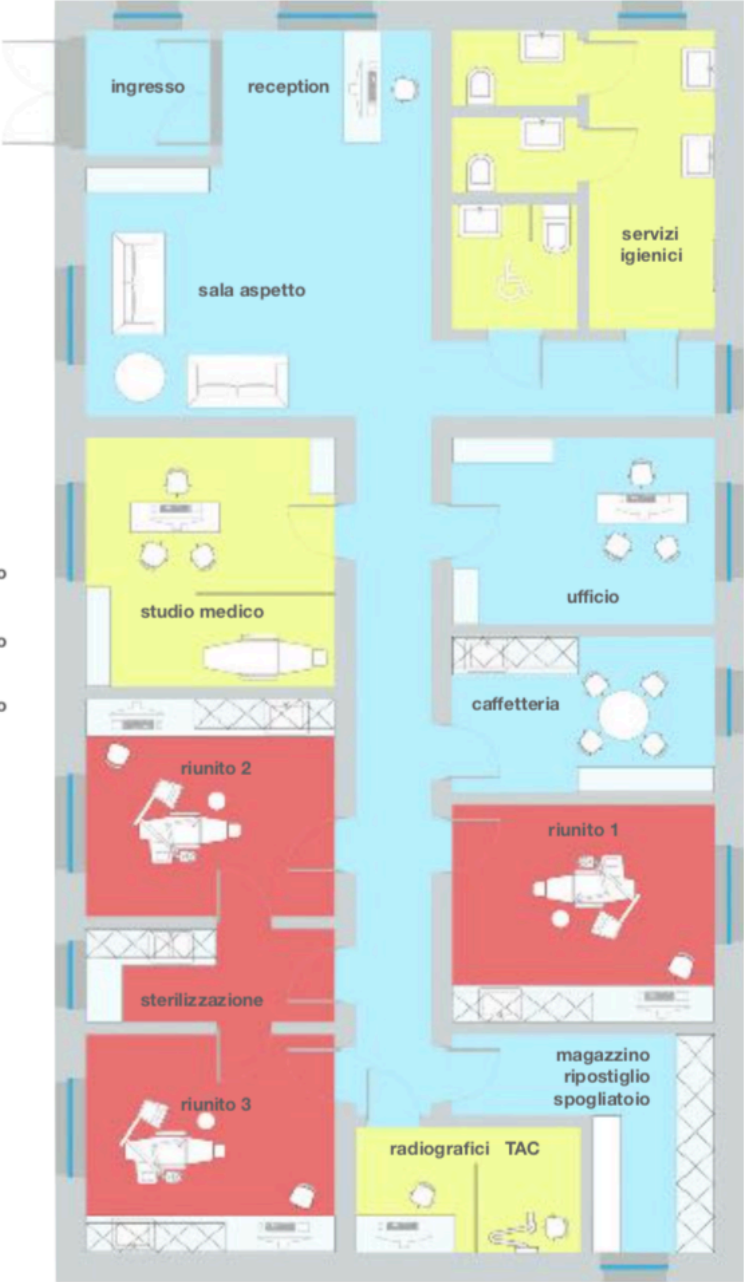 ingresso
reception
servizi
igienici
sala aspetto
o
studio medico
ufficio
o
o
caffetteria
riunito 2
riunito 1
sterilizzazione
magazzino
ripostiglio
spogliatoio
riunito 3
radiografici TAC